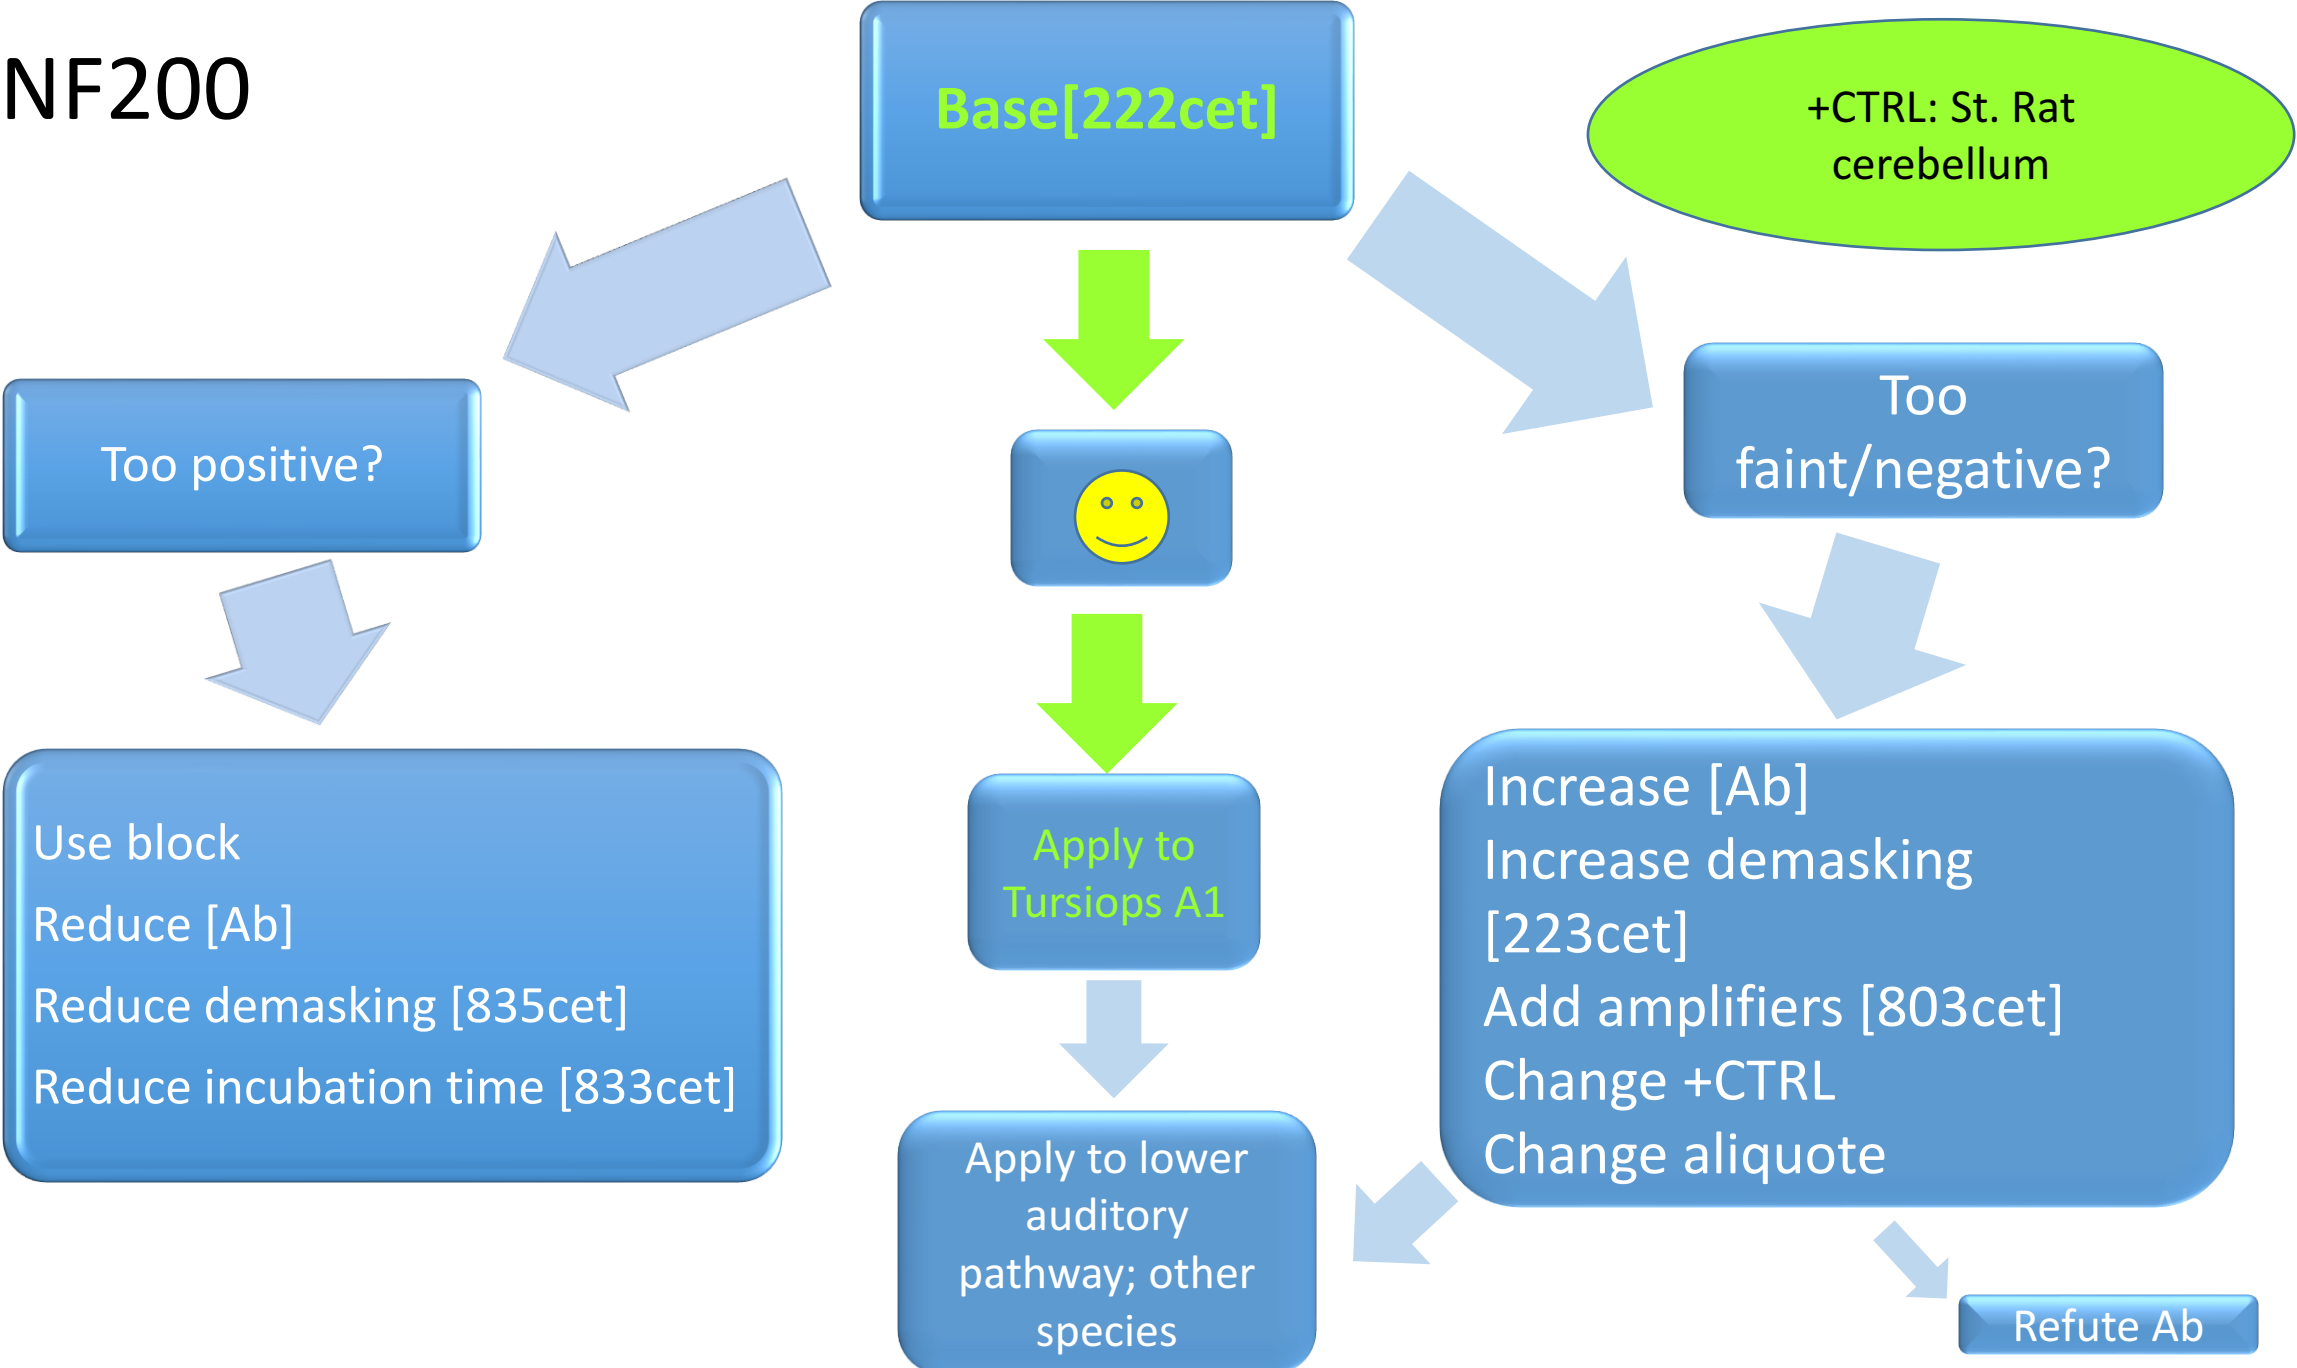 NF200
Base[222cet]
+CTRL: St. Rat
cerebellum
Too positive?
Too
faint/negative?
Use block
Reduce [Ab]
Reduce demasking [835cet]
Reduce incubation time [833cet]
Apply to
Tursiops A1
Increase [Ab]
Increase demasking
[223cet]
Add amplifiers [803cet]
Change +CTRL
Change aliquote
Apply to lower
auditory
pathway; other
species
Refute Ab